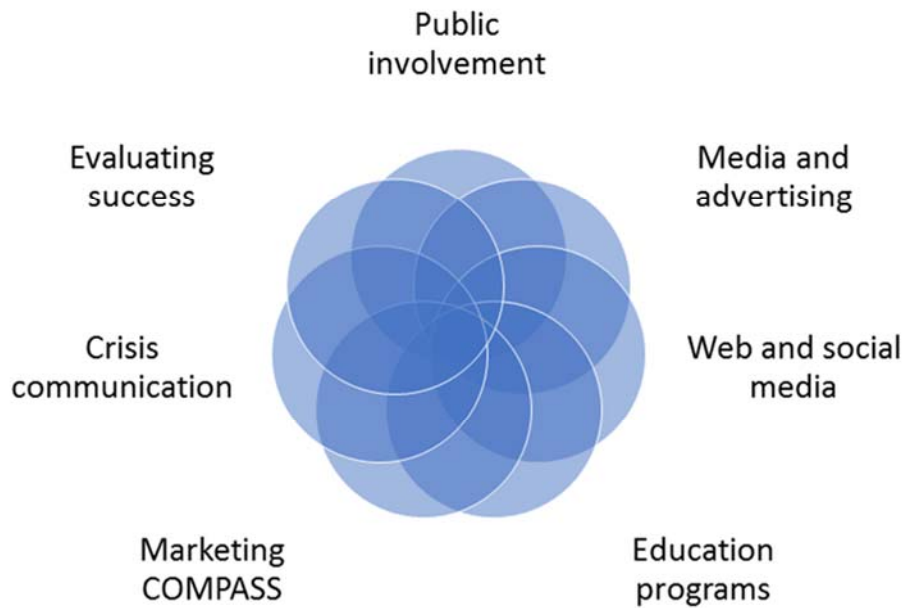 Public
involvement
Evaluating
success
Media and
advertising
Crisis
communication
Web and social
media
Marketing
COMPASS
Education
programs